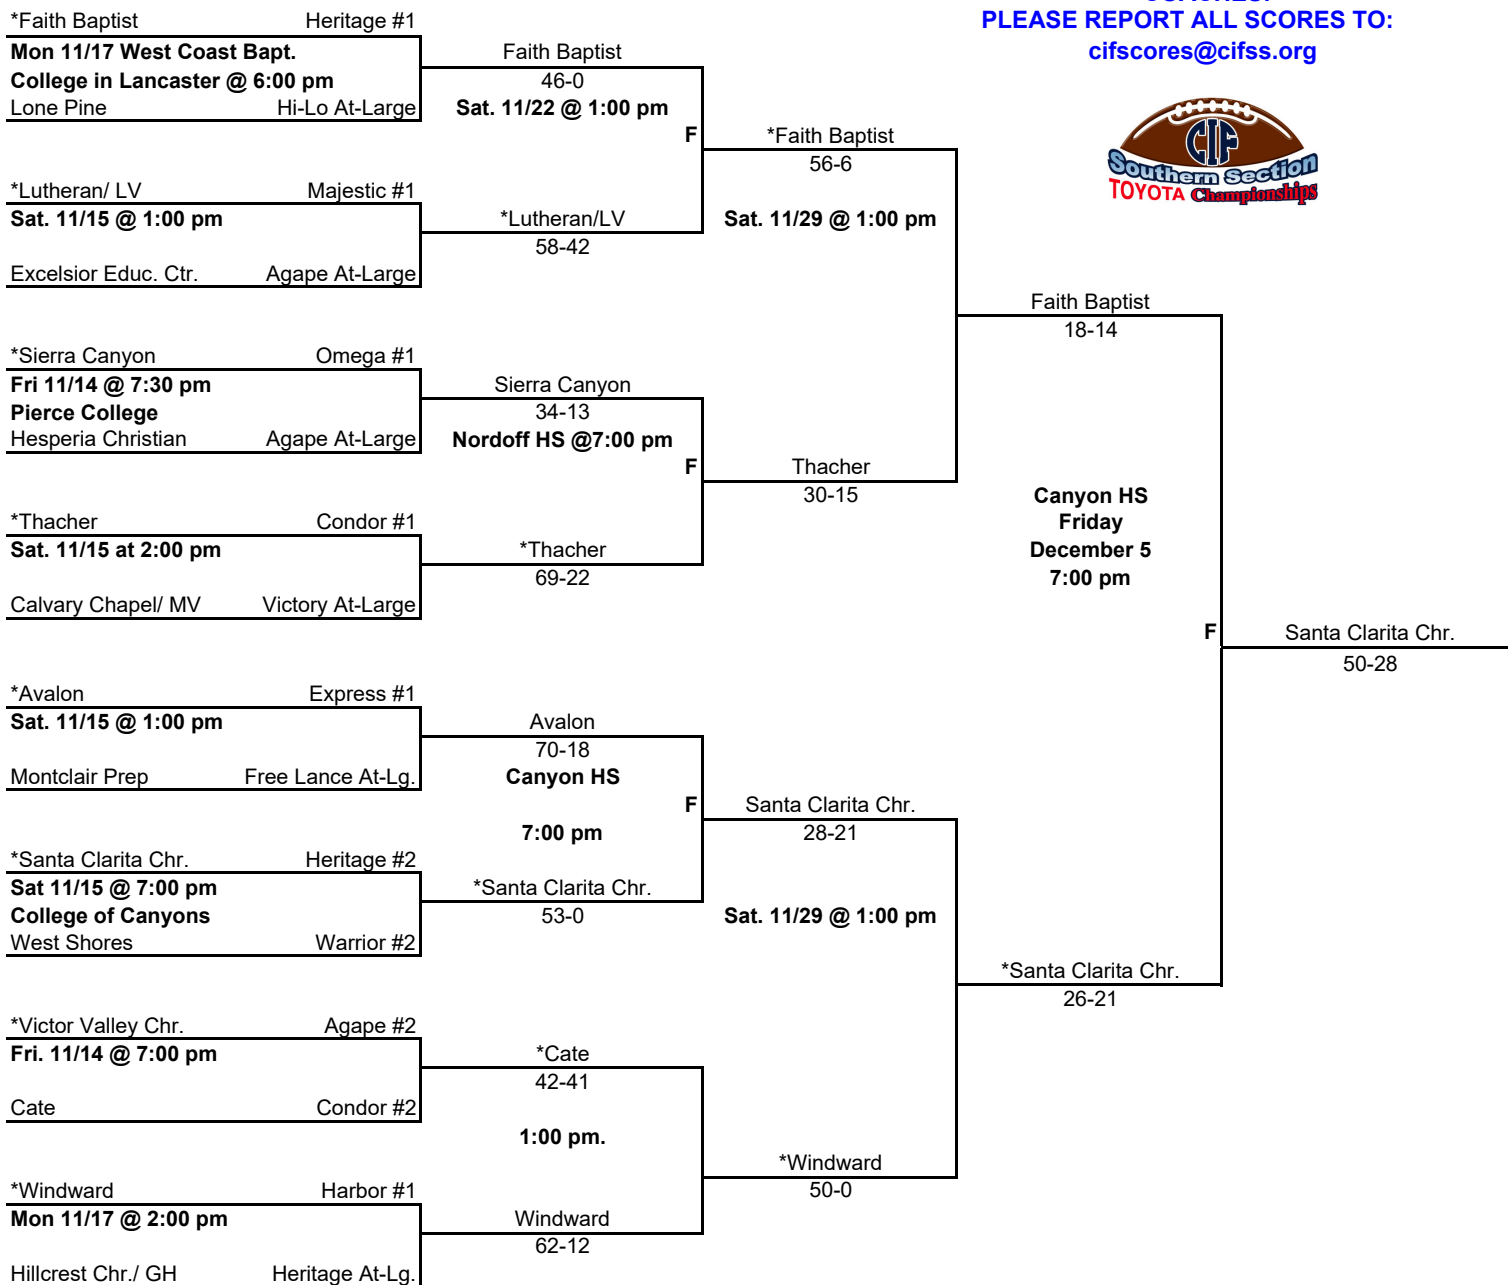 PLEASE REPORT ALL SCORES TO:
cifscores@cifss.org
CIF
Southern Section
TOYOTA Championships
*Faith Baptist Heritage #1
Mon 11/17 West Coast Bapt.
College in Lancaster @ 6:00 pm
Lone Pine Hi-Lo At-Large
*Lutheran/ LV Majestic #1
Sat. 11/15 @ 1:00 pm
Excelsior Educ. Ctr. Agape At-Large
*Sierra Canyon Omega #1
Fri 11/14 @ 7:30 pm
Pierce College
Hesperia Christian Agape At-Large
*Thacher Condor #1
Sat. 11/15 at 2:00 pm
Calvary Chapel/ MV Victory At-Large
*Avalon Express #1
Sat. 11/15 @ 1:00 pm
Montclair Prep Free Lance At-Lg.
*Santa Clarita Chr. Heritage #2
Sat 11/15 @ 7:00 pm
College of Canyons
West Shores Warrior #2
*Victor Valley Chr. Agape #2
Fri. 11/14 @ 7:00 pm
Cate Condor #2
*Windward Harbor #1
Mon 11/17 @ 2:00 pm
Hillcrest Chr./ GH Heritage At-Lg.
Faith Baptist
46-0
Sat. 11/22 @ 1:00 pm
F
*Lutheran/LV
58-42
Sierra Canyon
34-13
Nordoff HS @7:00 pm
F
*Thacher
69-22
Avalon
70-18
Canyon HS
F
7:00 pm
*Santa Clarita Chr.
53-0
*Cate
42-41
1:00 pm.
Windward
62-12
*Faith Baptist
56-6
Sat. 11/29 @ 1:00 pm
Thacher
30-15
Santa Clarita Chr.
28-21
Sat. 11/29 @ 1:00 pm
*Windward
50-0
Faith Baptist
18-14
Canyon HS
Friday
December 5
7:00 pm
F
*Santa Clarita Chr.
26-21
Santa Clarita Chr.
50-28